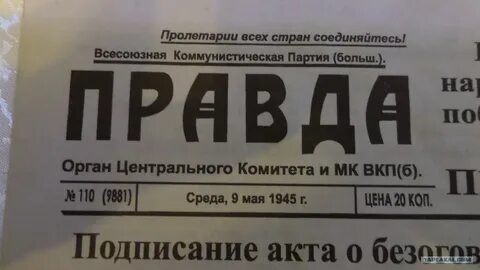 Пролетарии всех стран соединяйтесь!
Всесоюзная Коммунистическая Партия (больш.).
ПРАВДА
Орган Центрального Комитета и МК ВКП(б).
№ 110 (9881)
Среда, 9 мая 1945 г.
ЦЕНА 20 КОП.
Подписание акта о безогов